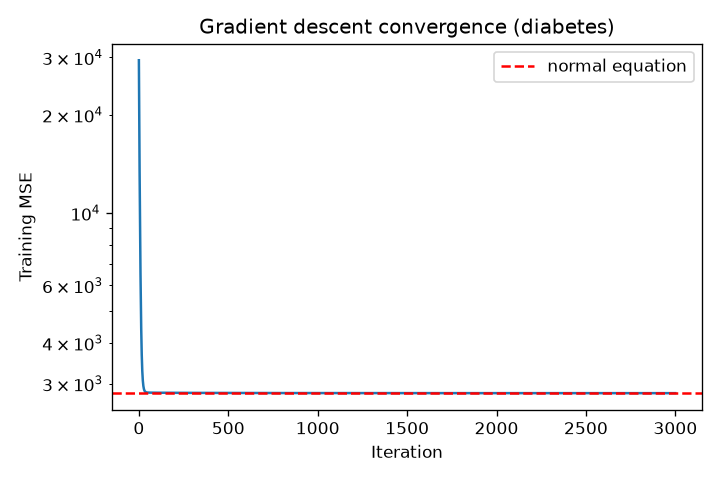 Gradient descent convergence (diabetes)
normal equation
Training MSE
3 × 10⁴
2 × 10⁴
10⁴
6 × 10³
4 × 10³
3 × 10³
0 500 1000 1500 2000 2500 3000
Iteration